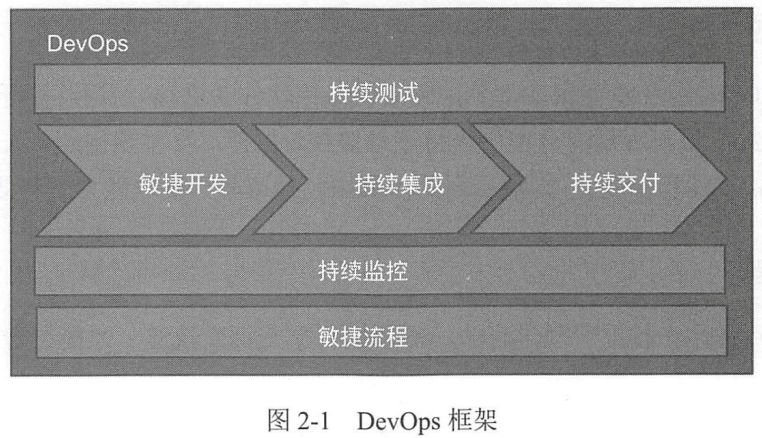 DevOps
持续测试
敏捷开发 持续集成 持续交付
持续监控
敏捷流程
图 2-1 DevOps 框架